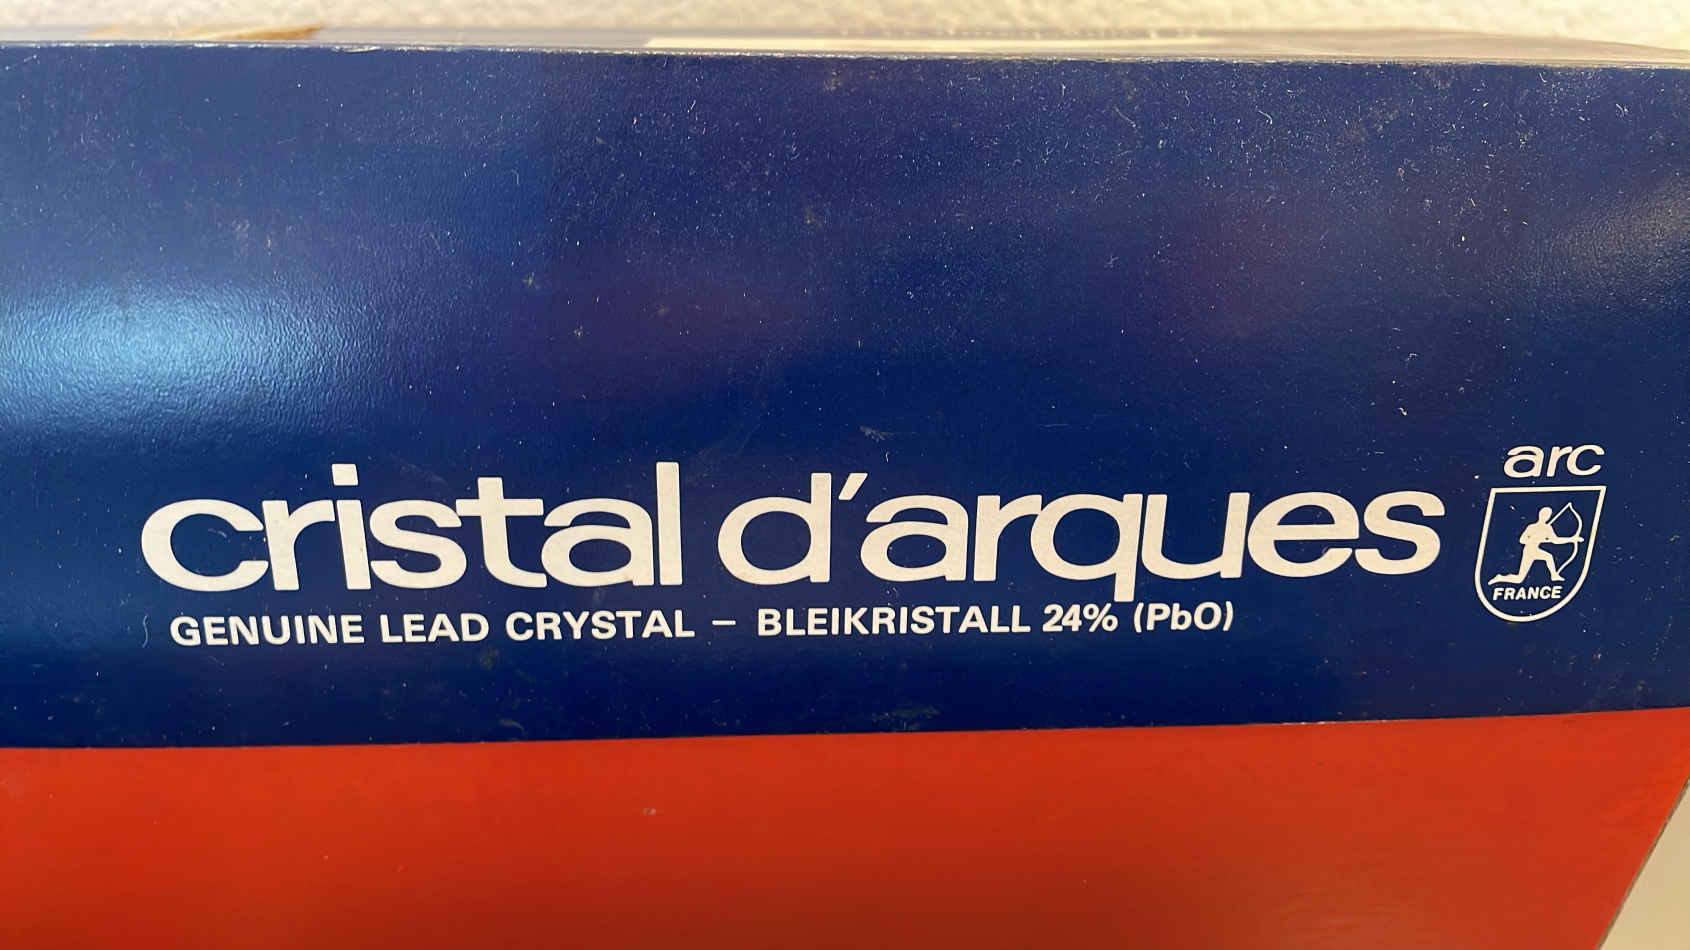 cristal d'arques
GENUINE LEAD CRYSTAL – BLEIKRISTALL 24% (PbO)
arc
FRANCE